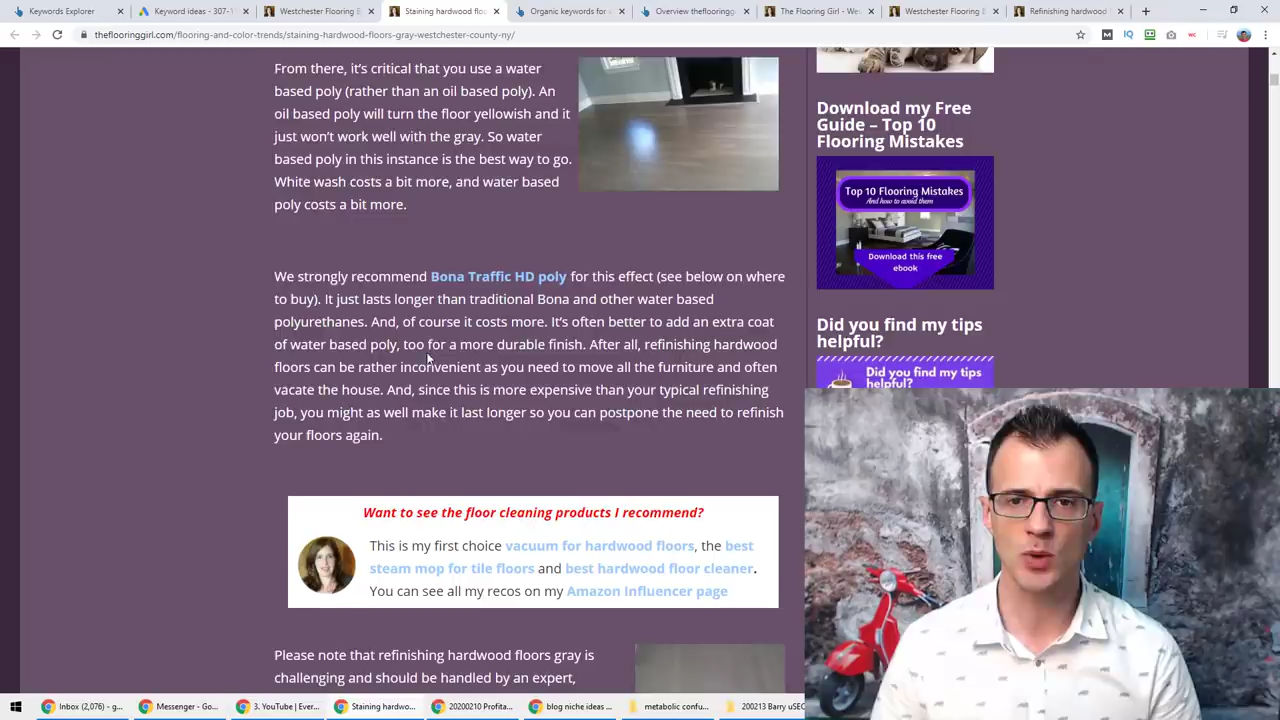 Keywords Explorer
Keyword ideas - 307-1
Westchester Flooring B
Staining hardwood floo
Organic keywords for
Overview theflooringg
The Flooring Girl - Wes
Westchester Flooring B
Refinishing hardwood
theflooringgirl.com/flooring-and-color-trends/staining-hardwood-floors-gray-westchester-county-ny/
From there, it's critical that you use a water
based poly (rather than an oil based poly). An
oil based poly will turn the floor yellowish and it
just won't work well with the gray. So water
based poly in this instance is the best way to go.
White wash costs a bit more, and water based
poly costs a bit more.
We strongly recommend Bona Traffic HD poly for this effect (see below on where
to buy). It just lasts longer than traditional Bona and other water based
polyurethanes. And, of course it costs more. It's often better to add an extra coat
of water based poly, too for a more durable finish. After all, refinishing hardwood
floors can be rather inconvenient as you need to move all the furniture and often
vacate the house. And, since this is more expensive than your typical refinishing
job, you might as well make it last longer so you can postpone the need to refinish
your floors again.
Want to see the floor cleaning products I recommend?
This is my first choice vacuum for hardwood floors, the best
steam mop for tile floors and best hardwood floor cleaner.
You can see all my recos on my Amazon Influencer page
Please note that refinishing hardwood floors gray is
challenging and should be handled by an expert,
Download my Free
Guide – Top 10
Flooring Mistakes
Top 10 Flooring Mistakes
And how to avoid them
Download this free
ebook
Did you find my tips
helpful?
Did you find my tips
helpful?
Inbox (2,076) - g...
Messenger - Go...
3. YouTube | Ever...
Staining hardwo...
20200210 Profita...
blog niche ideas ...
metabolic confu...
200213 Barry uSEO